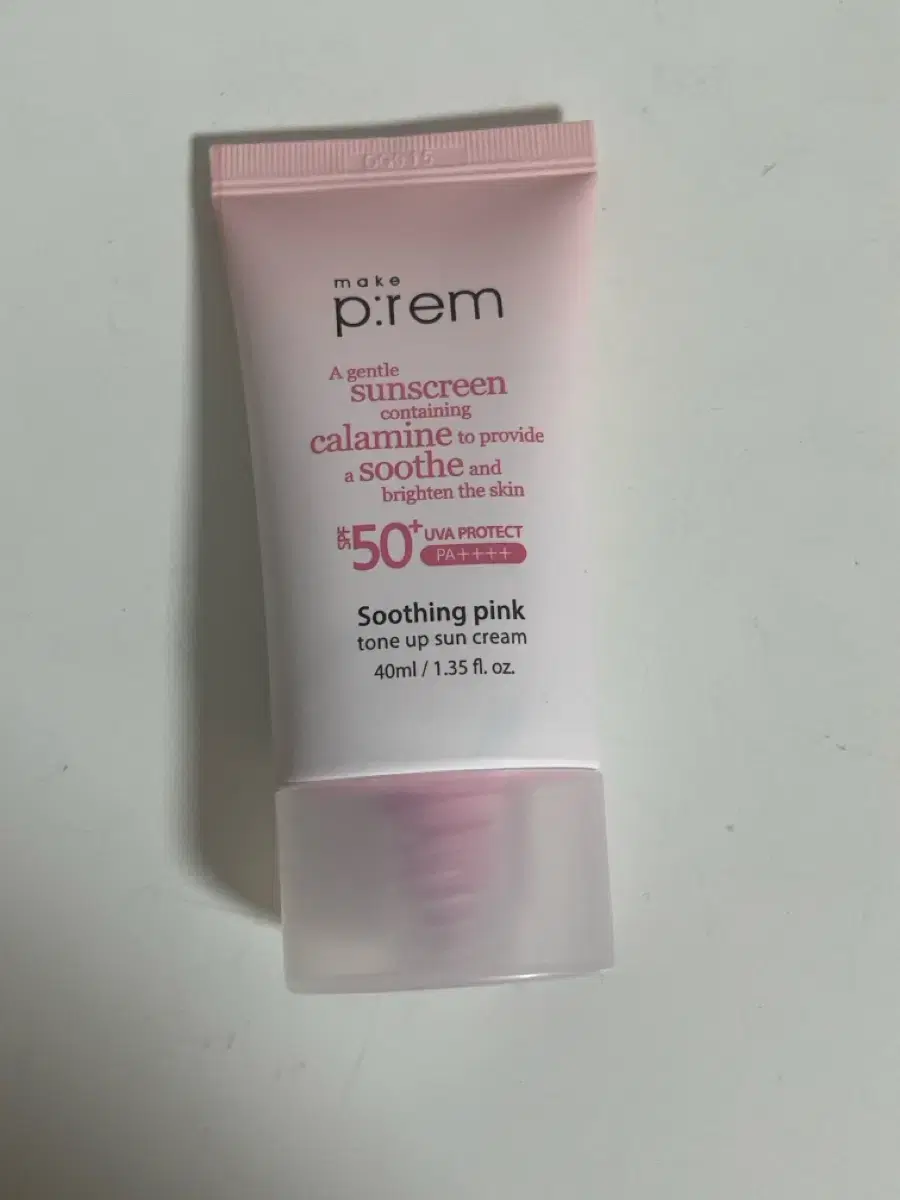 make
p:rem
A gentle
sunscreen
containing
calamine to provide
a soothe and
brighten the skin
SPF 50+ UVA PROTECT
PA++++
Soothing pink
tone up sun cream
40ml / 1.35 fl. oz.